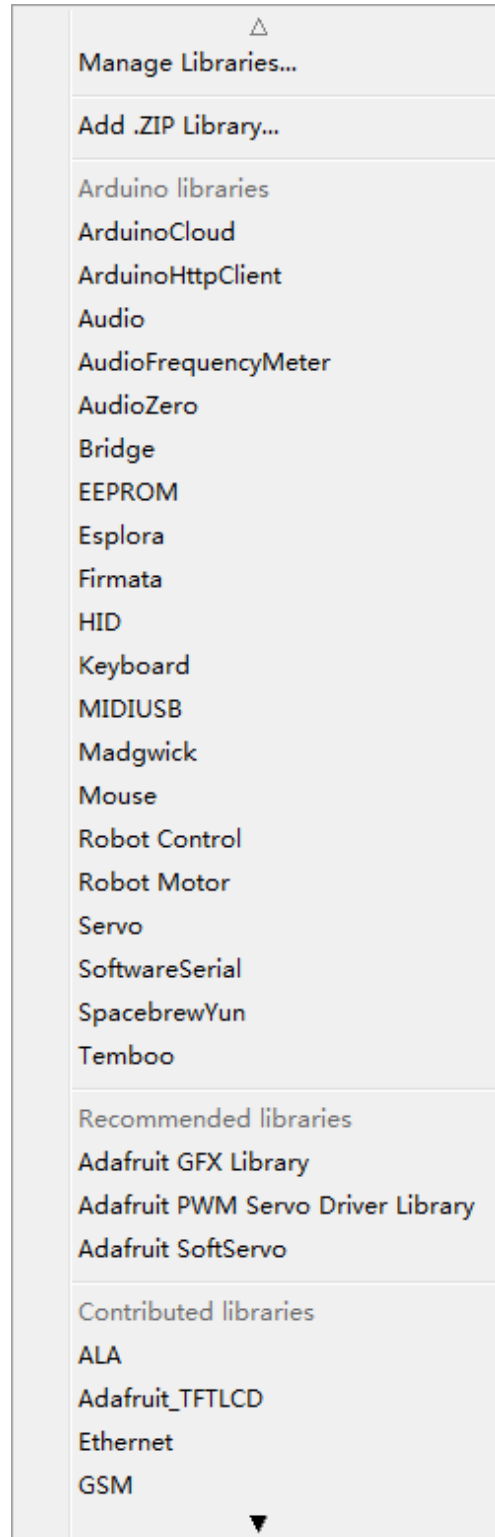 Manage Libraries...
Add .ZIP Library...
Arduino libraries
ArduinoCloud
ArduinoHttpClient
Audio
AudioFrequencyMeter
AudioZero
Bridge
EEPROM
Esplora
Firmata
HID
Keyboard
MIDIUSB
Madgwick
Mouse
Robot Control
Robot Motor
Servo
SoftwareSerial
SpacebrewYun
Temboo
Recommended libraries
Adafruit GFX Library
Adafruit PWM Servo Driver Library
Adafruit SoftServo
Contributed libraries
ALA
Adafruit_TFTLCD
Ethernet
GSM